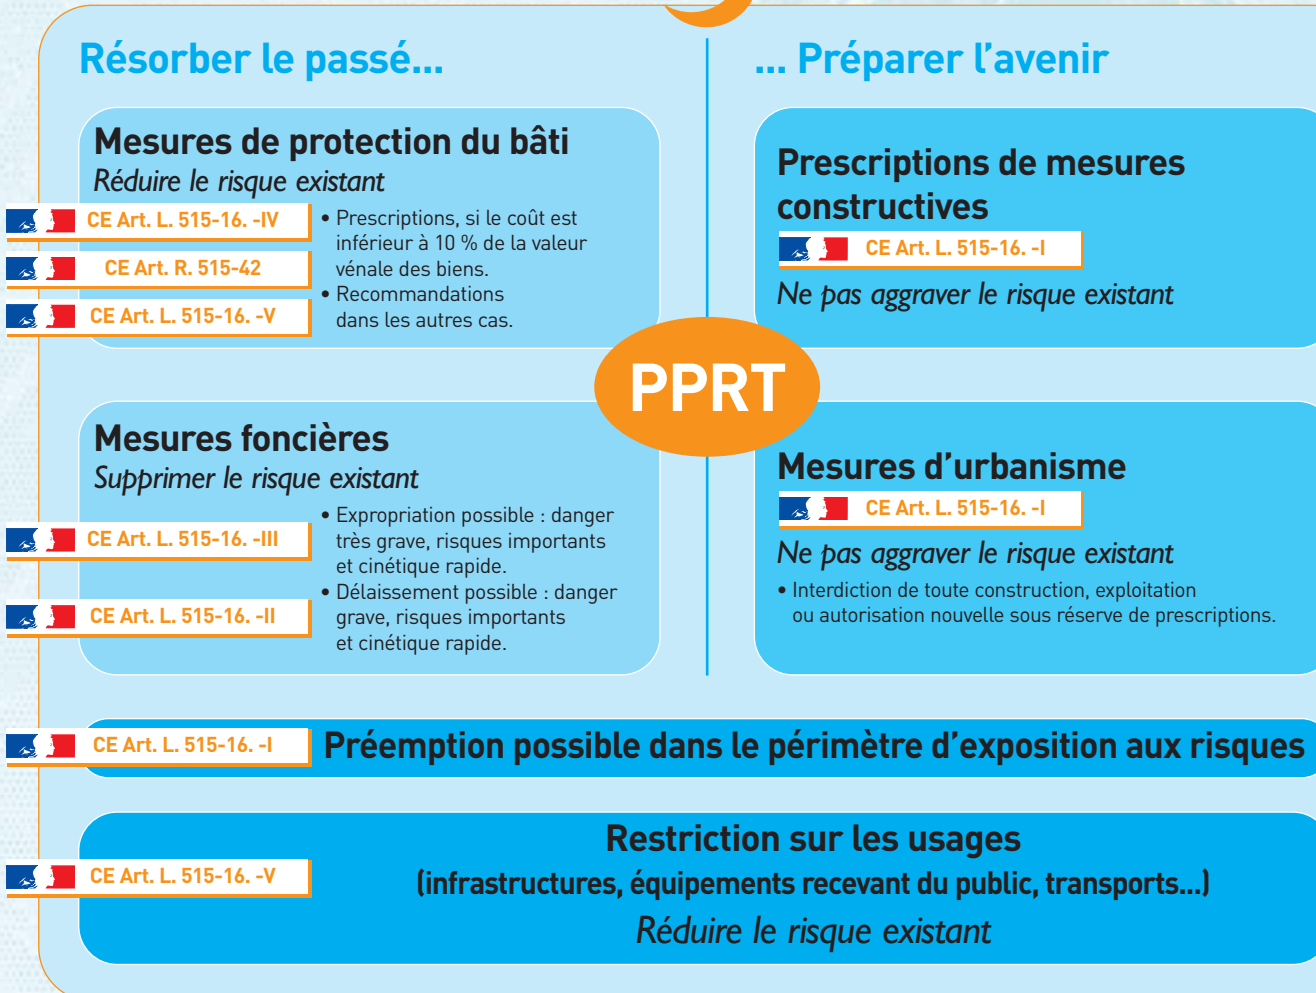 Résorber le passé...
Mesures de protection du bâti
Réduire le risque existant
CE Art. L. 515-16. -IV
CE Art. R. 515-42
CE Art. L. 515-16. -V
• Prescriptions, si le coût est
inférieur à 10 % de la valeur
vénale des biens.
• Recommandations
dans les autres cas.
Mesures foncières
Supprimer le risque existant
CE Art. L. 515-16. -III
CE Art. L. 515-16. -II
• Expropriation possible : danger
très grave, risques importants
et cinétique rapide.
• Délaissement possible : danger
grave, risques importants
et cinétique rapide.
PPRT
... Préparer l'avenir
Prescriptions de mesures
constructives
CE Art. L. 515-16. -I
Ne pas aggraver le risque existant
Mesures d'urbanisme
CE Art. L. 515-16. -I
Ne pas aggraver le risque existant
• Interdiction de toute construction, exploitation
ou autorisation nouvelle sous réserve de prescriptions.
CE Art. L. 515-16. -I
Préemption possible dans le périmètre d'exposition aux risques
CE Art. L. 515-16. -V
Restriction sur les usages
(infrastructures, équipements recevant du public, transports...)
Réduire le risque existant